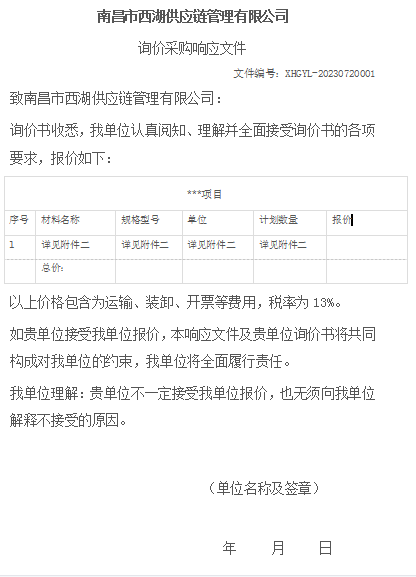 南昌市西湖供应链管理有限公司
询价采购响应文件
文件编号：XHGYL-20230720001
致南昌市西湖供应链管理有限公司：
询价书收悉，我单位认真阅知、理解并全面接受询价书的各项
要求，报价如下：
***项目
序号 材料名称 规格型号 单位 计划数量 报价
1 详见附件二 详见附件二 详见附件二 详见附件二
总价：
以上价格包含为运输、装卸、开票等费用，税率为 13%。
如贵单位接受我单位报价，本响应文件及贵单位询价书将共同
构成对我单位的约束，我单位将全面履行责任。
我单位理解：贵单位不一定接受我单位报价，也无须向我单位
解释不接受的原因。
（单位名称及签章）
年 月 日